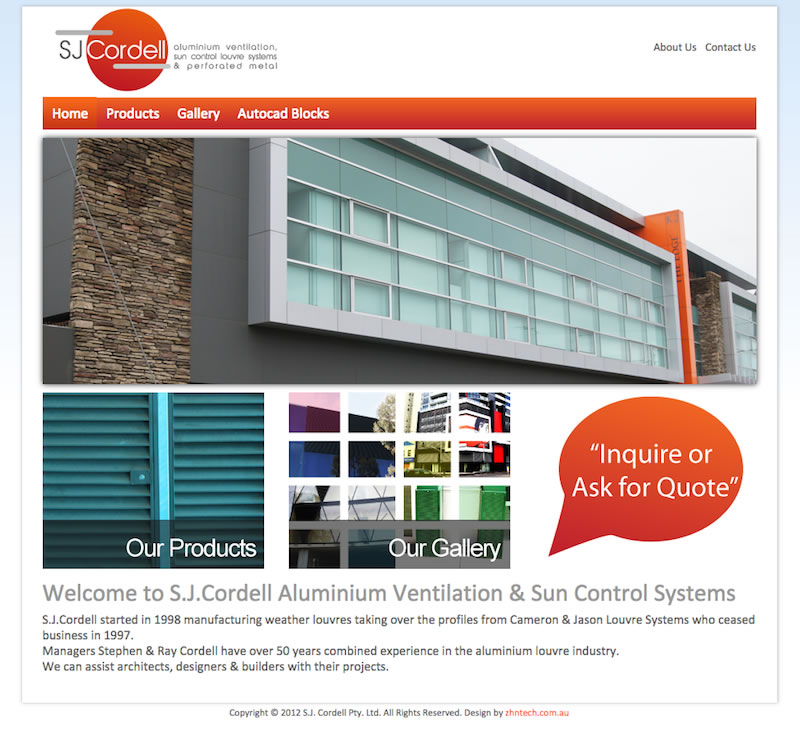 SJ Cordell
aluminium ventilation,
sun control louvre systems
& perforated metal
About Us Contact Us
Home Products Gallery Autocad Blocks
THE EDGE
Our Products
Our Gallery
“Inquire or
Ask for Quote”
Welcome to S.J.Cordell Aluminium Ventilation & Sun Control Systems
S.J.Cordell started in 1998 manufacturing weather louvres taking over the profiles from Cameron & Jason Louvre Systems who ceased
business in 1997.
Managers Stephen & Ray Cordell have over 50 years combined experience in the aluminium louvre industry.
We can assist architects, designers & builders with their projects.
Copyright © 2012 S.J. Cordell Pty. Ltd. All Rights Reserved. Design by zhntech.com.au